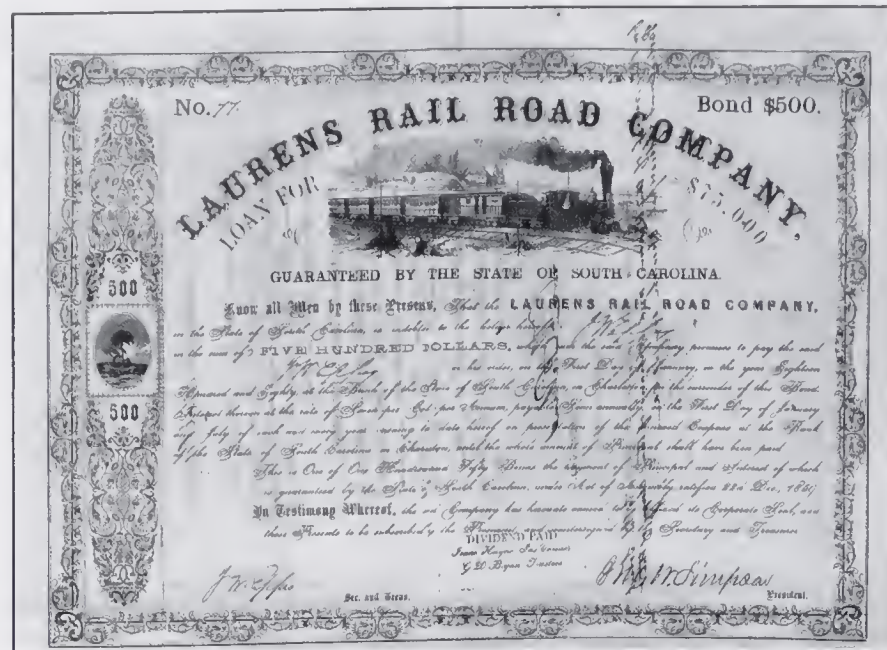 No. 77.
Bond $500.
LAURENS RAIL ROAD COMPANY,
LOAN FOR $75,000
GUARANTEED BY THE STATE OF SOUTH CAROLINA.
500
500
Know all Men by these Presents, That the LAURENS RAIL ROAD COMPANY,
in the State of South Carolina, is indebted to the
in the sum of FIVE HUNDRED DOLLARS, which sum the said Company promises to pay the said
or his order, on the First Day of January, in the year Eighteen
Hundred and Eighty, at the Bank of the State of South Carolina, in Charleston, on the surrender of this Bond.
Interest thereon at the rate of Seven per Cent. per Annum, payable Semi annually, on the First Day of January
and July of each and every year ensuing to date hereof on presentation of the annexed Coupons at the Bank
of the State of South Carolina in Charleston, until the whole amount of Principal shall have been paid
This is One of One Hundred and Fifty Bonds the payment of Principal and Interest of which
is guaranteed by the State of South Carolina, under Act of Assembly ratified 22d Dec.,
In Testimony Whereof, the said Company has hereunto caused to be affixed its Corporate Seal, and
these Presents to be subscribed by the President, and countersigned by the Secretary and Treasurer
DIVIDEND PAID
Isaac Hayne
G. D. Bryan Trustees
Sec. and Treas.
Simpson
President.